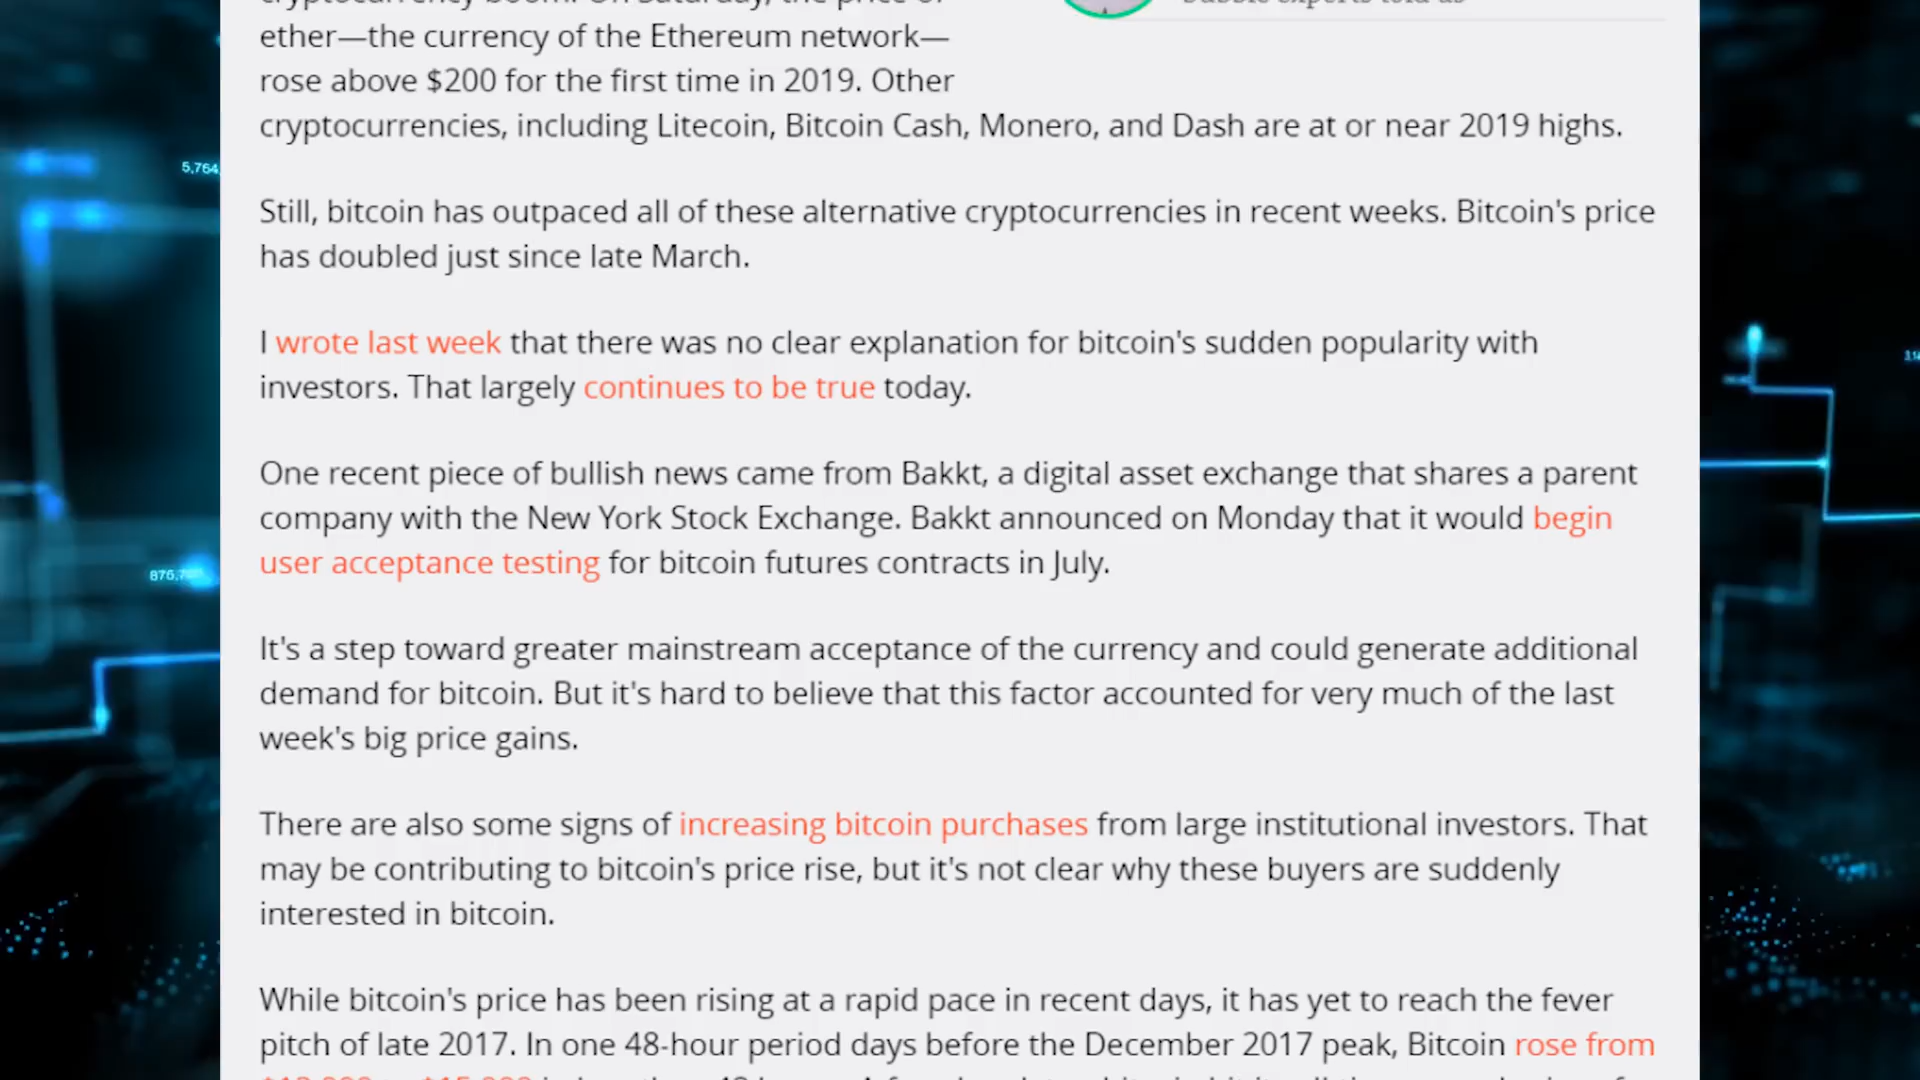 cryptocurrency boom. On Saturday, the price of
ether—the currency of the Ethereum network—
rose above $200 for the first time in 2019. Other
cryptocurrencies, including Litecoin, Bitcoin Cash, Monero, and Dash are at or near 2019 highs.
Still, bitcoin has outpaced all of these alternative cryptocurrencies in recent weeks. Bitcoin's price
has doubled just since late March.
I wrote last week that there was no clear explanation for bitcoin's sudden popularity with
investors. That largely continues to be true today.
One recent piece of bullish news came from Bakkt, a digital asset exchange that shares a parent
company with the New York Stock Exchange. Bakkt announced on Monday that it would begin
user acceptance testing for bitcoin futures contracts in July.
It's a step toward greater mainstream acceptance of the currency and could generate additional
demand for bitcoin. But it's hard to believe that this factor accounted for very much of the last
week's big price gains.
There are also some signs of increasing bitcoin purchases from large institutional investors. That
may be contributing to bitcoin's price rise, but it's not clear why these buyers are suddenly
interested in bitcoin.
While bitcoin's price has been rising at a rapid pace in recent days, it has yet to reach the fever
pitch of late 2017. In one 48-hour period days before the December 2017 peak, Bitcoin rose from
5,764